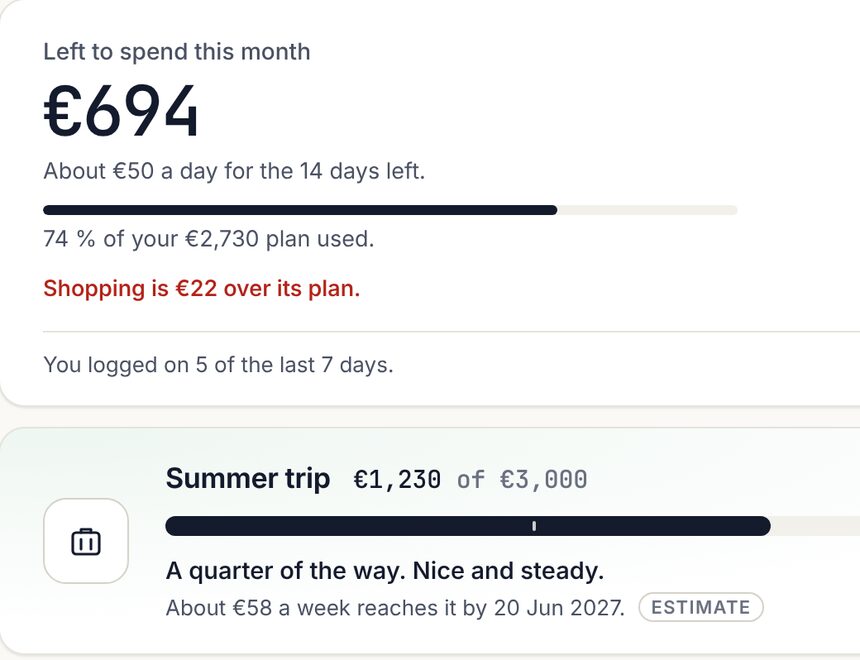 Left to spend this month
€694
About €50 a day for the 14 days left.
74 % of your €2,730 plan used.
Shopping is €22 over its plan.
You logged on 5 of the last 7 days.
Summer trip €1,230 of €3,000
A quarter of the way. Nice and steady.
About €58 a week reaches it by 20 Jun 2027. ESTIMATE